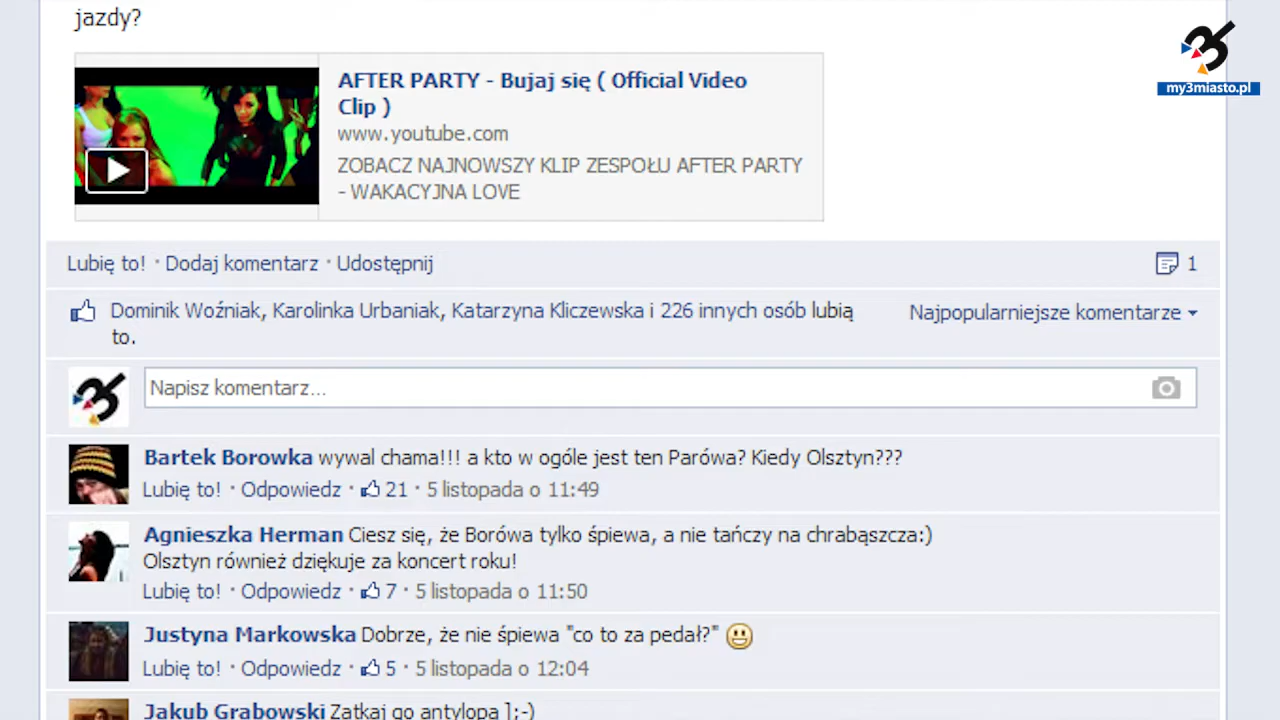 jazdy?
my3miasto.pl
AFTER PARTY - Bujaj się ( Official Video
Clip )
www.youtube.com
ZOBACZ NAJNOWSZY KLIP ZESPOŁU AFTER PARTY
- WAKACYJNA LOVE
Lubię to! · Dodaj komentarz · Udostępnij 1
Dominik Woźniak, Karolinka Urbaniak, Katarzyna Kliczewska i 226 innych osób lubią
to.
Najpopularniejsze komentarze
Napisz komentarz...
Bartek Borowka wywal chama!!! a kto w ogóle jest ten Parówa? Kiedy Olsztyn???
Lubię to! · Odpowiedz · 21 · 5 listopada o 11:49
Agnieszka Herman Ciesz się, że Borówa tylko śpiewa, a nie tańczy na chrabąszcza:)
Olsztyn również dziękuje za koncert roku!
Lubię to! · Odpowiedz · 7 · 5 listopada o 11:50
Justyna Markowska Dobrze, że nie śpiewa "co to za pedał?"
Lubię to! · Odpowiedz · 5 · 5 listopada o 12:04
Jakub Grabowski Zatkaj go antylopą ];-)